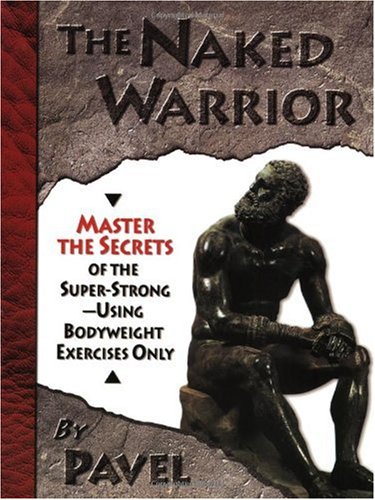 THE NAKED
WARRIOR
MASTER
THE SECRETS
OF THE
SUPER-STRONG
—USING
BODYWEIGHT
EXERCISES ONLY
BY
PAVEL